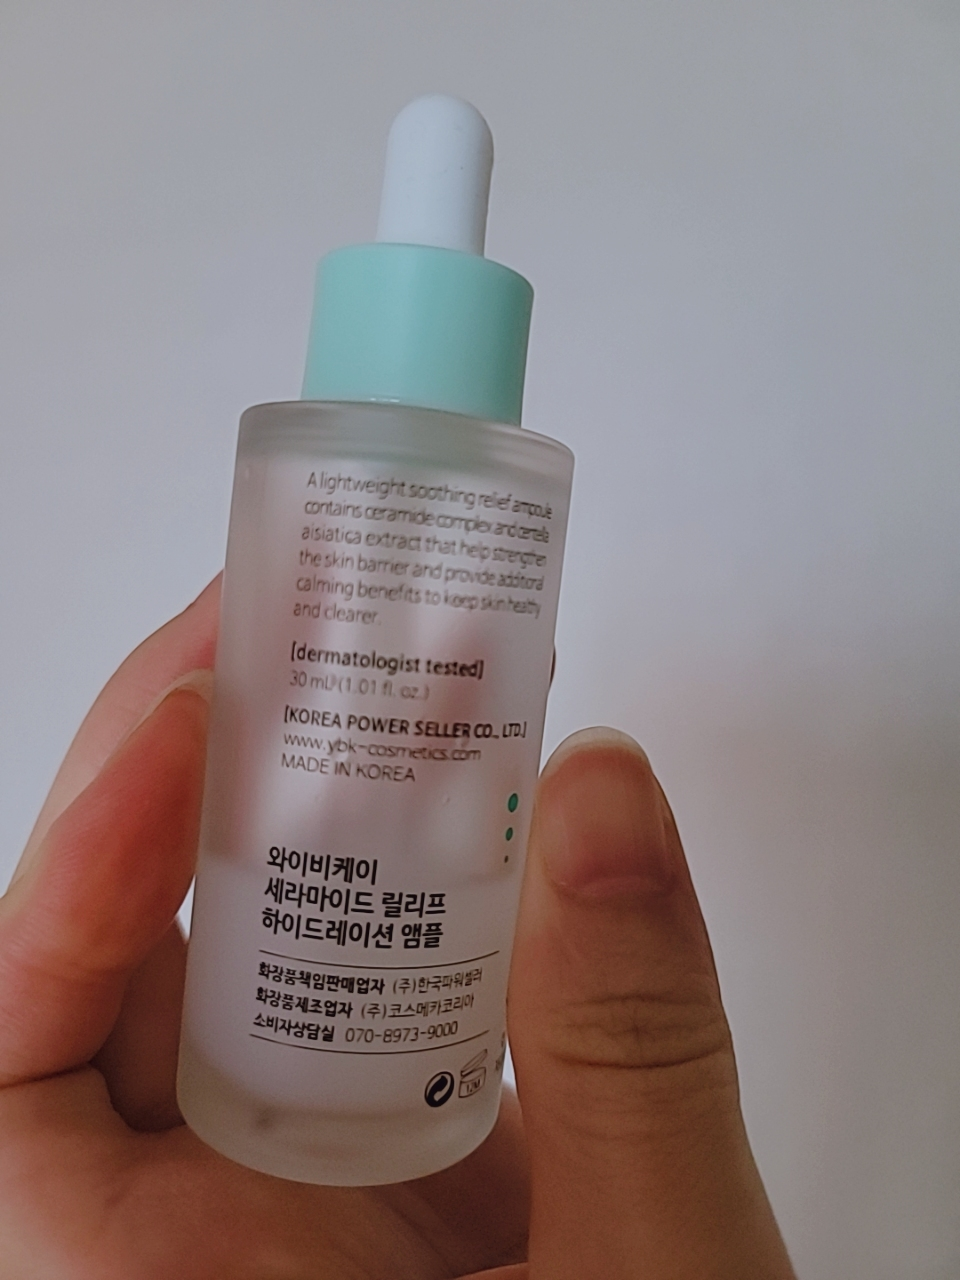 A lightweight soothing relief ampoule
contains ceramide complex and centella
aisiatica extract that help strengthen
the skin barrier and provide additional
calming benefits to keep skin healthy
and clearer.
[dermatologist tested]
30 mL (1.01 fl. oz.)
[KOREA POWER SELLER CO., LTD.]
www.ybk-cosmetics.com
MADE IN KOREA
와이비케이
세라마이드 릴리프
하이드레이션 앰플
화장품책임판매업자 (주)한국파워셀러
화장품제조업자 (주)코스메카코리아
소비자상담실 070-8973-9000
12M